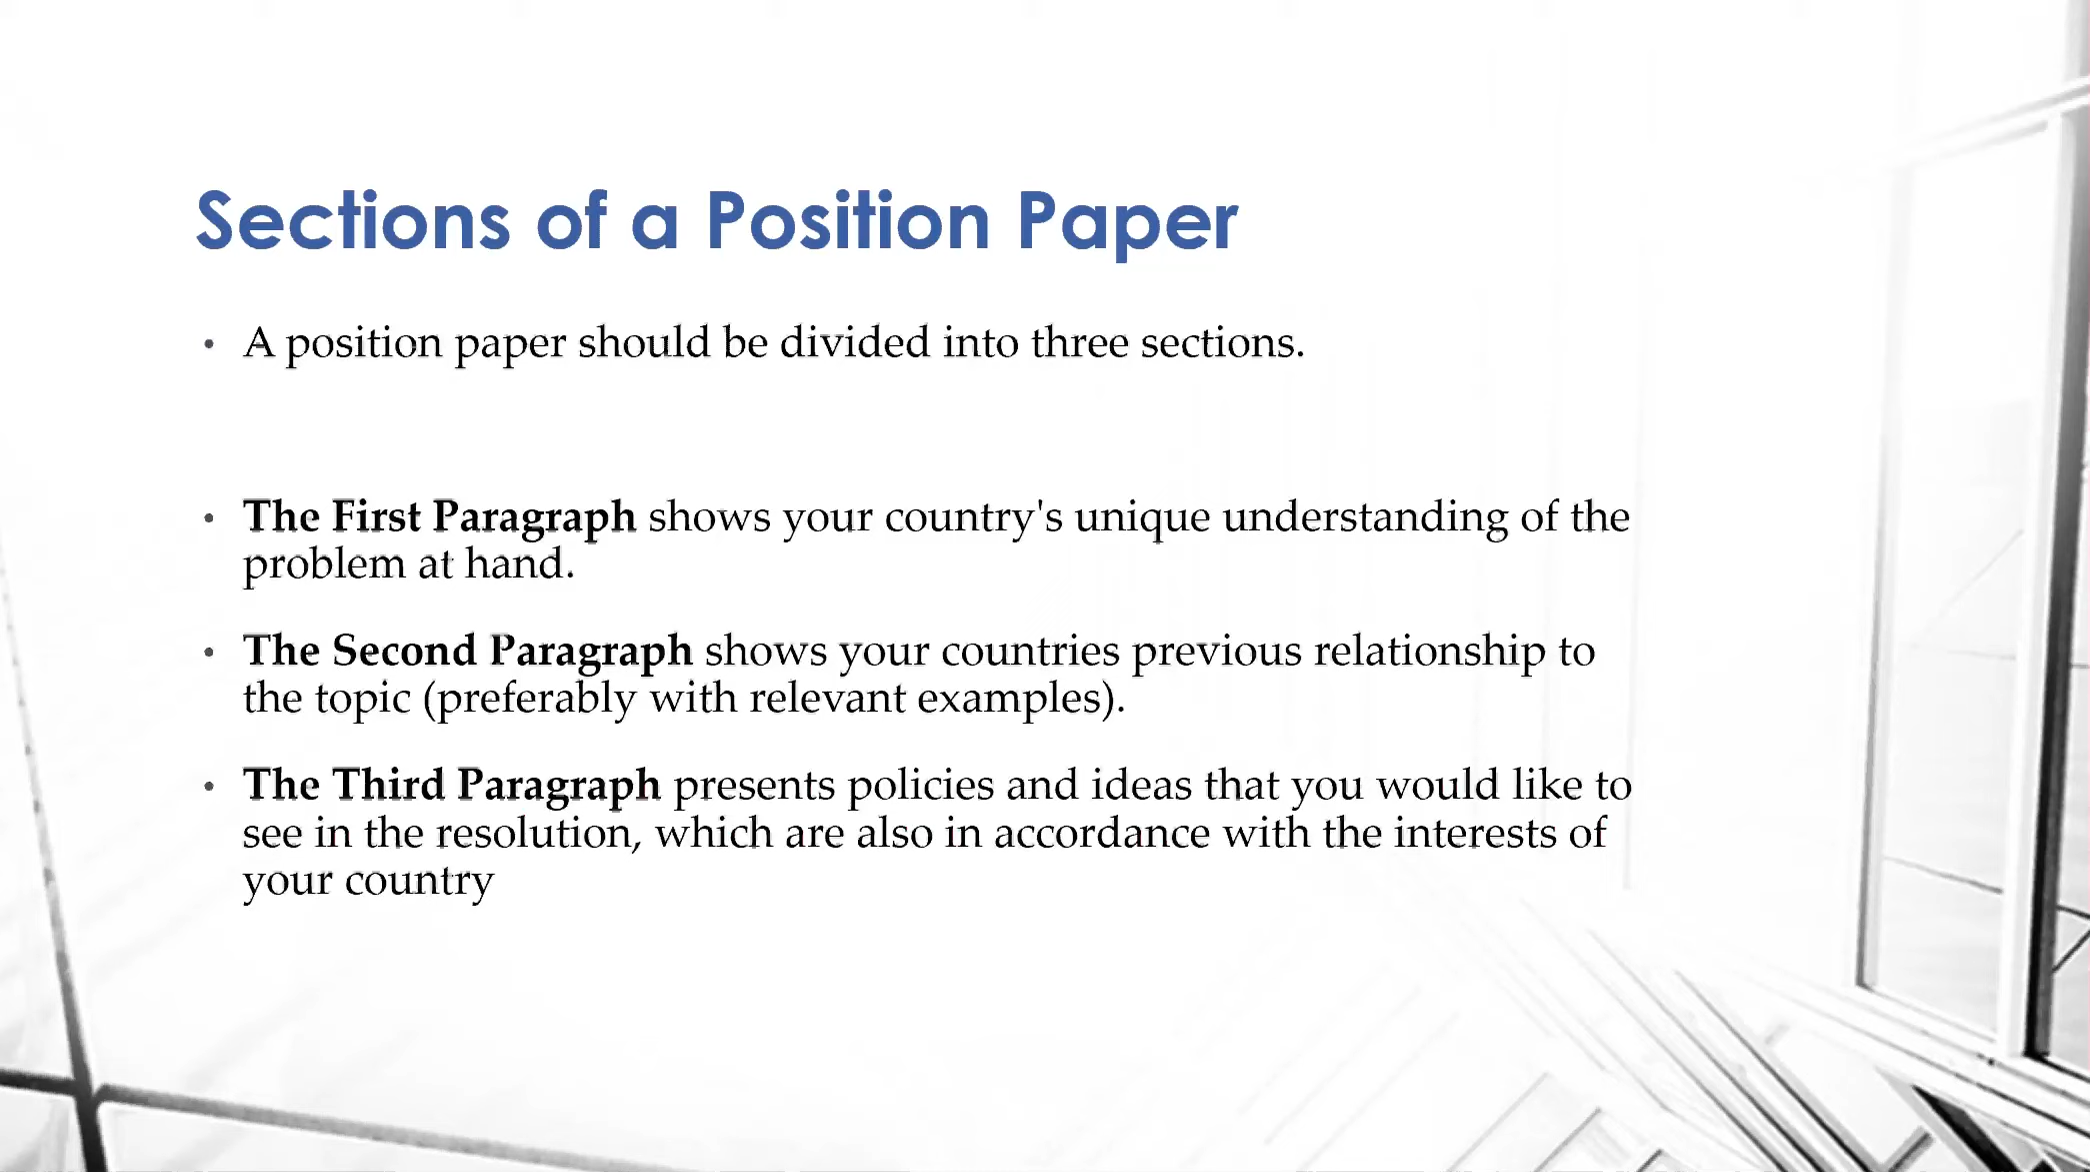 Sections of a Position Paper
• A position paper should be divided into three sections.
• The First Paragraph shows your country's unique understanding of the
problem at hand.
• The Second Paragraph shows your countries previous relationship to
the topic (preferably with relevant examples).
• The Third Paragraph presents policies and ideas that you would like to
see in the resolution, which are also in accordance with the interests of
your country